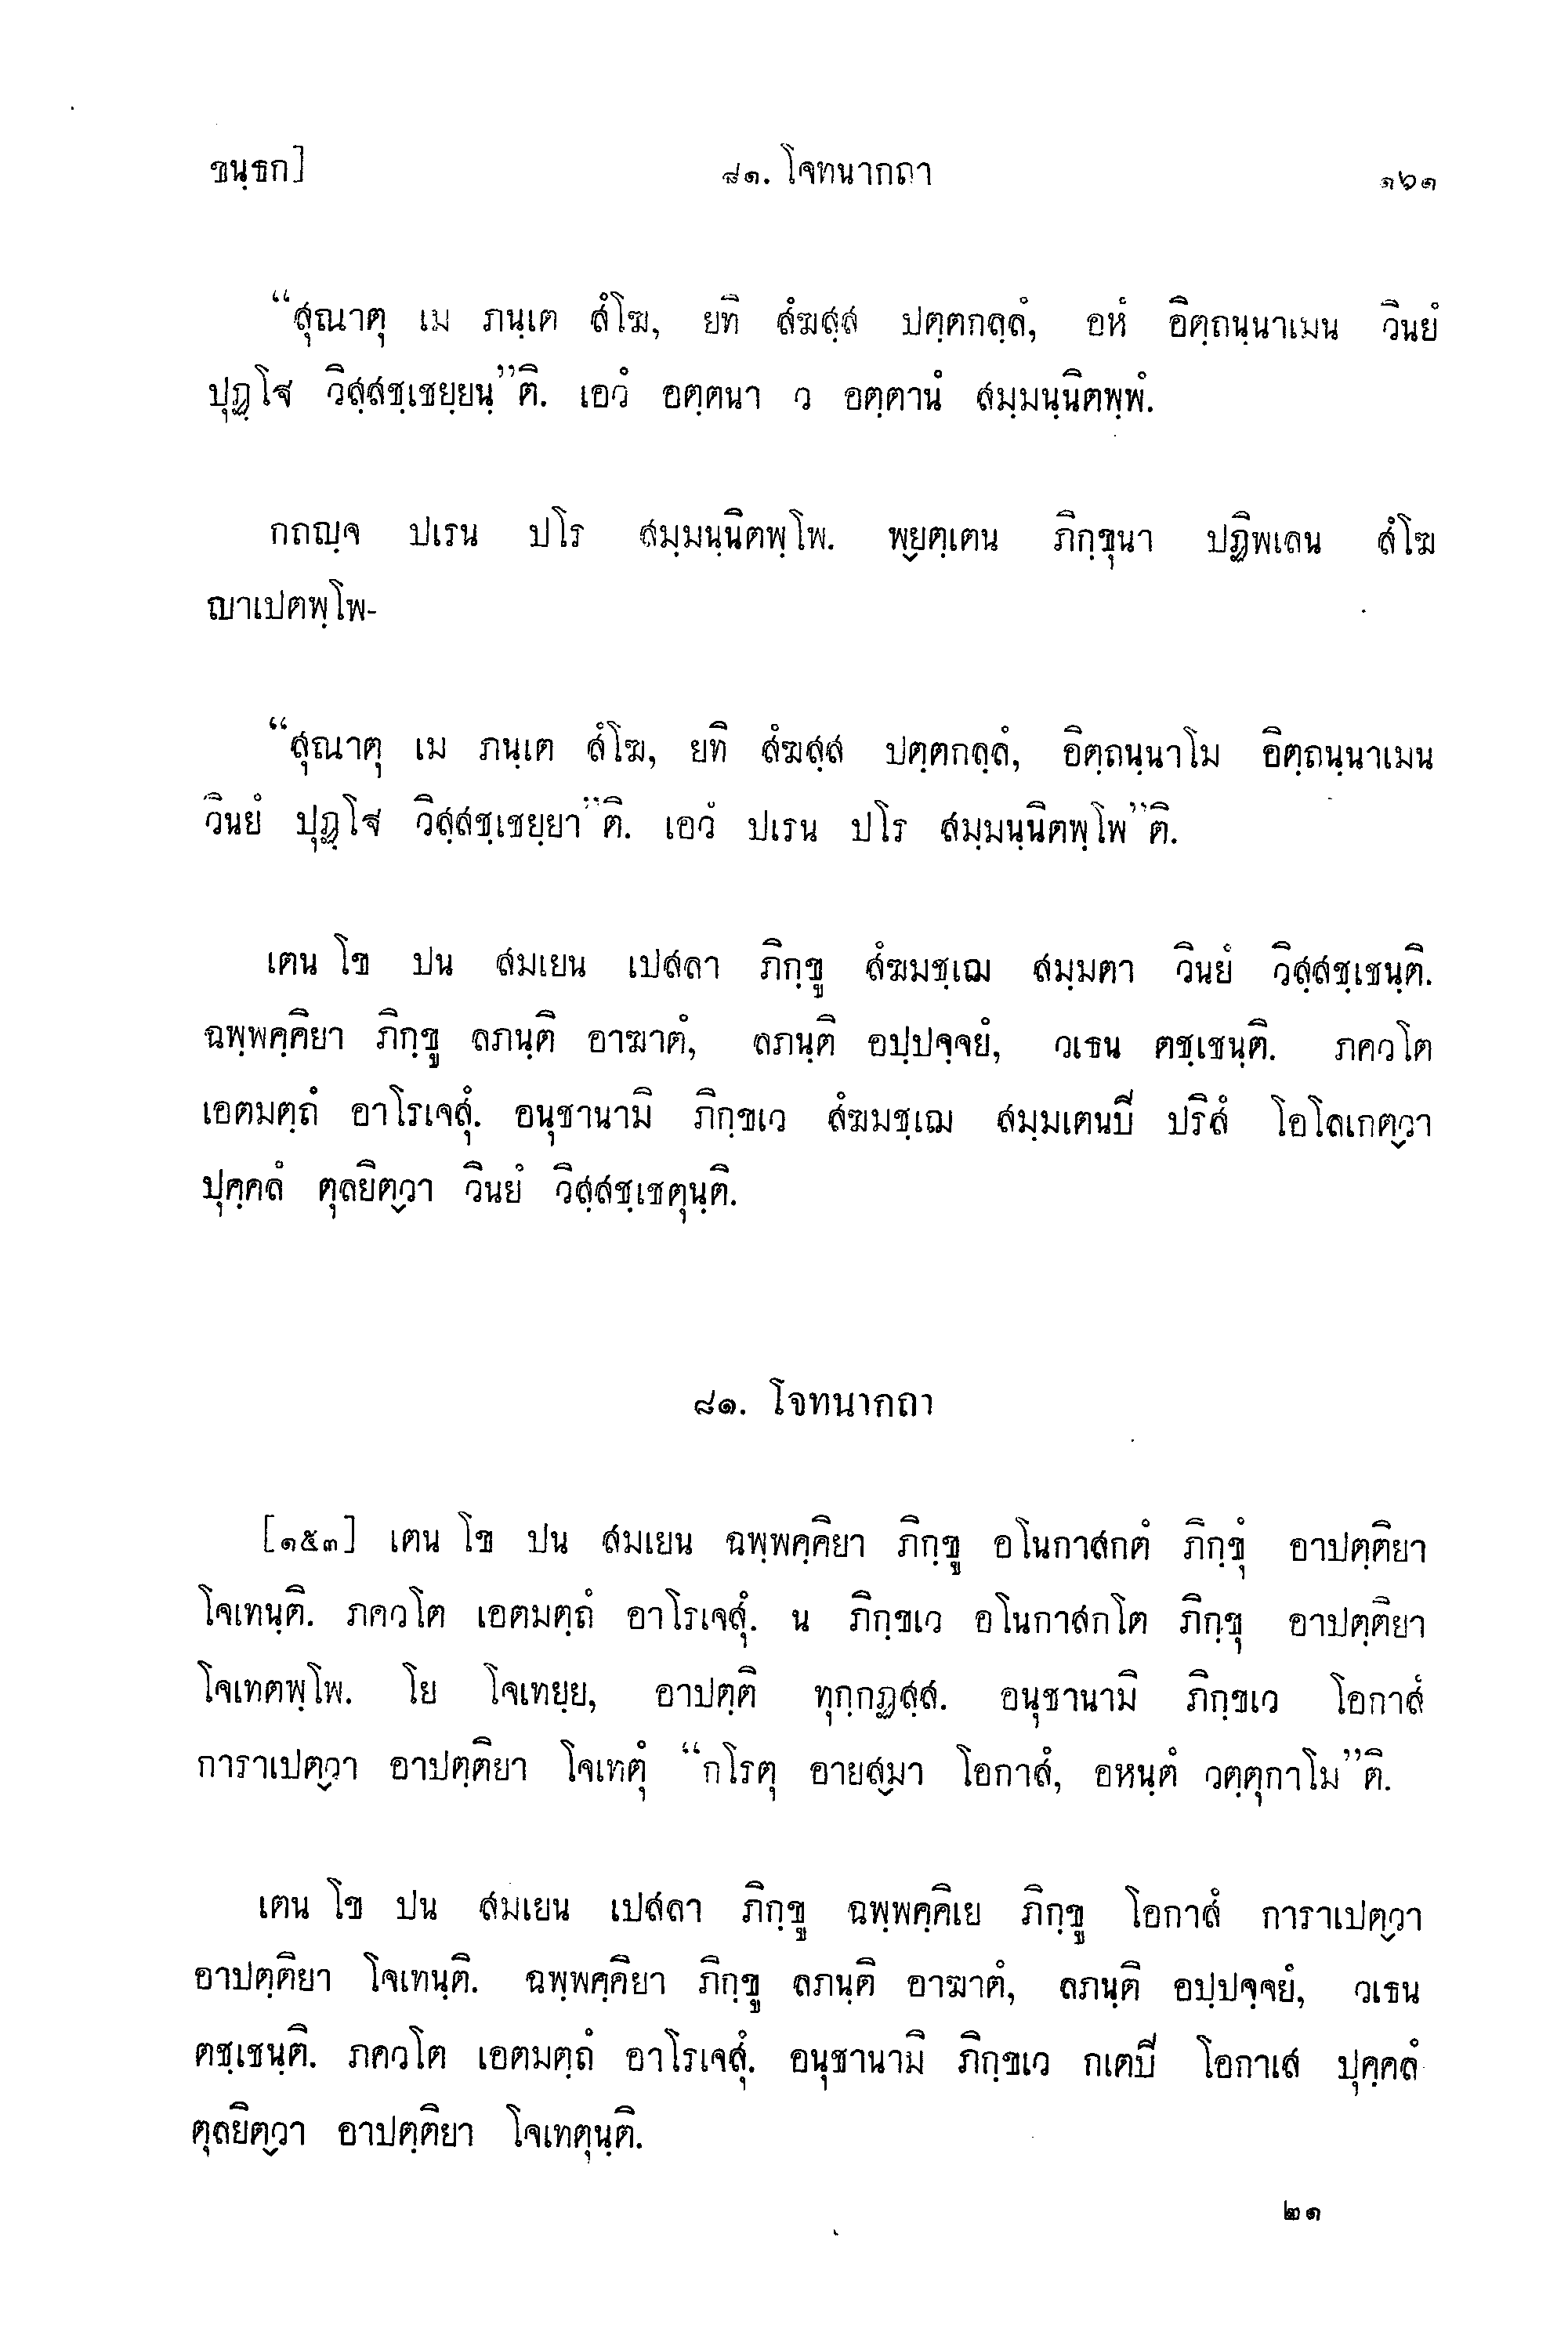 ขนฺธก]
๘๑. โจทนากถา
๑๖๑
“สุณาตุ เม ภนฺเต สํโฆ, ยทิ สํฆสฺส ปตฺตกลฺลํ, อหํ อิตฺถนฺนาเมน วินยํ
ปุฏฺโฐ วิสฺสชฺเชยฺยนฺ”ติ. เอวํ อตฺตนา ว อตฺตานํ สมฺมนฺนิตพฺพํ.
กถญฺจ ปเรน ปโร สมฺมนฺนิตพฺโพ. พฺยตฺเตน ภิกฺขุนา ปฏิพเลน สํโฆ
ญาเปตพฺโพ-
“สุณาตุ เม ภนฺเต สํโฆ, ยทิ สํฆสฺส ปตฺตกลฺลํ, อิตฺถนฺนาโม อิตฺถนฺนาเมน
วินยํ ปุฏฺโฐ วิสฺสชฺเชยฺยา”ติ. เอวํ ปเรน ปโร สมฺมนฺนิตพฺโพ”ติ.
เตน โข ปน สมเยน เปสลา ภิกฺขู สํฆมชฺเฌ สมฺมตา วินยํ วิสฺสชฺเชนฺติ.
ฉพฺพคฺคิยา ภิกฺขู ลภนฺติ อาฆาตํ, ลภนฺติ อปฺปจฺจยํ, วเธน ตชฺเชนฺติ. ภควโต
เอตมตฺถํ อาโรเจสุํ. อนุชานามิ ภิกฺขเว สํฆมชฺเฌ สมฺมเตนปิ ปริสํ โอโลเกตฺวา
ปุคฺคลํ ตุลยิตฺวา วินยํ วิสฺสชฺเชตุนฺติ.
๘๑. โจทนากถา
[๑๕๓] เตน โข ปน สมเยน ฉพฺพคฺคิยา ภิกฺขู อโนกาสกตํ ภิกฺขุํ อาปตฺติยา
โจเทนฺติ. ภควโต เอตมตฺถํ อาโรเจสุํ. น ภิกฺขเว อโนกาสกโต ภิกฺขุ อาปตฺติยา
โจเทตพฺโพ. โย โจเทยฺย, อาปตฺติ ทุกฺกฏสฺส. อนุชานามิ ภิกฺขเว โอกาสํ
การาเปตฺวา อาปตฺติยา โจเทตุํ “กโรตุ อายสฺมา โอกาสํ, อหนฺตํ วตฺตุกาโม”ติ.
เตน โข ปน สมเยน เปสลา ภิกฺขู ฉพฺพคฺคิเย ภิกฺขู โอกาสํ การาเปตฺวา
อาปตฺติยา โจเทนฺติ. ฉพฺพคฺคิยา ภิกฺขู ลภนฺติ อาฆาตํ, ลภนฺติ อปฺปจฺจยํ, วเธน
ตชฺเชนฺติ. ภควโต เอตมตฺถํ อาโรเจสุํ. อนุชานามิ ภิกฺขเว กเตปิ โอกาเส ปุคฺคลํ
ตุลยิตฺวา อาปตฺติยา โจเทตุนฺติ.
๒๑